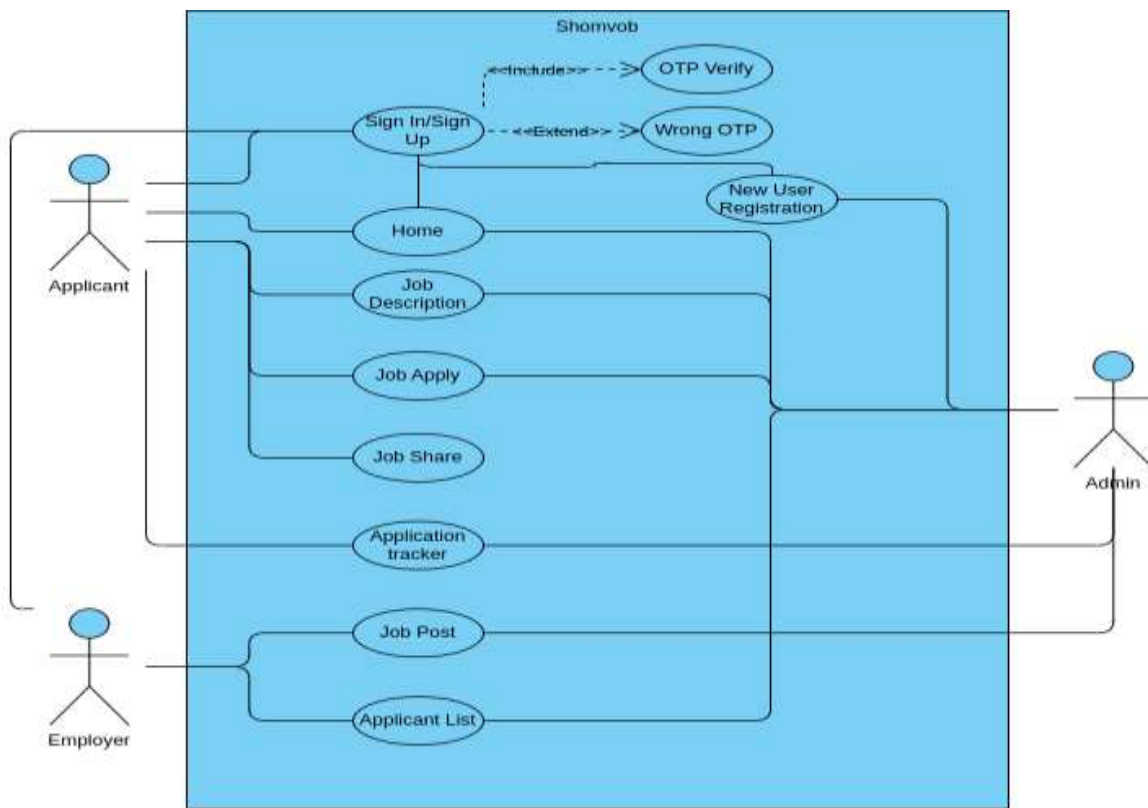 Shomvob
<<Include>>
OTP Verify
Sign In/Sign
Up
<<Extend>>
Wrong OTP
New User
Registration
Home
Applicant
Job
Description
Job Apply
Job Share
Admin
Application
tracker
Job Post
Employer
Applicant List